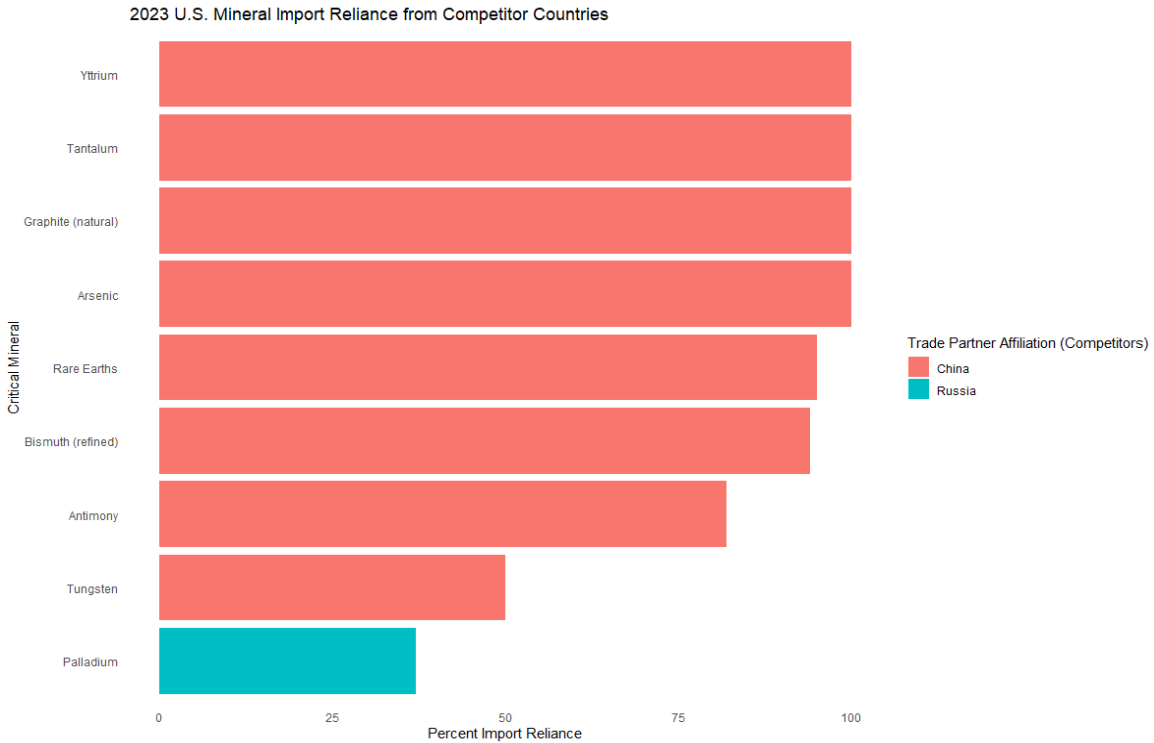 2023 U.S. Mineral Import Reliance from Competitor Countries
Critical Mineral
Yttrium
Tantalum
Graphite (natural)
Arsenic
Rare Earths
Bismuth (refined)
Antimony
Tungsten
Palladium
0 25 50 75 100
Percent Import Reliance
Trade Partner Affiliation (Competitors)
China
Russia